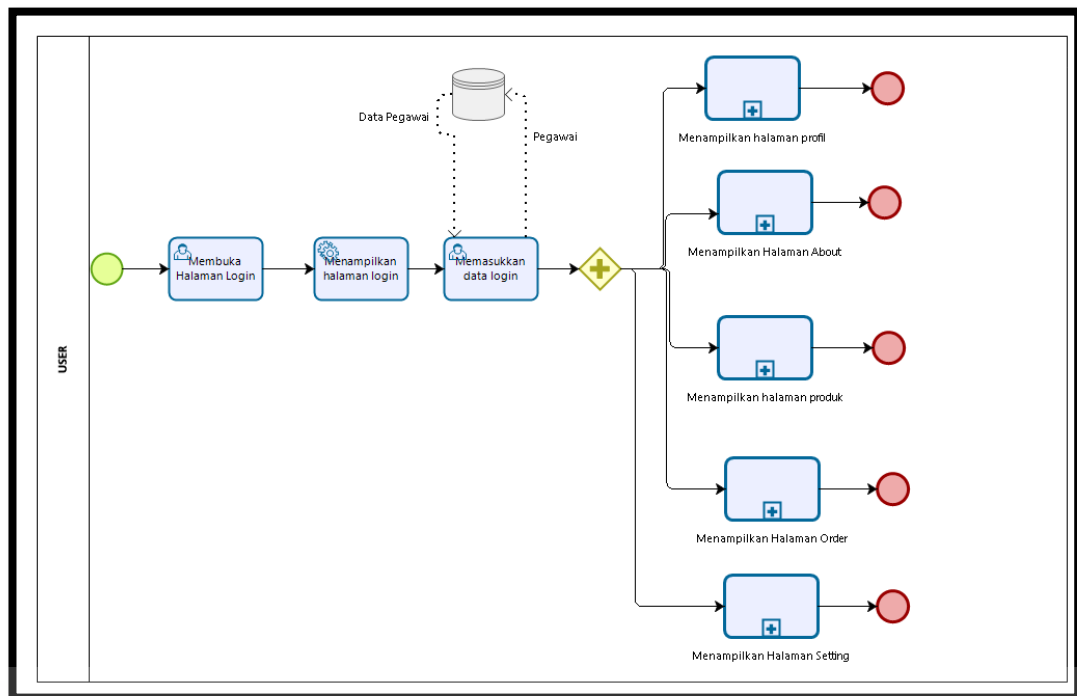 Data Pegawai
Pegawai
Menampilkan halaman profil
Menampilkan Halaman About
Membuka
Halaman Login
Menampilkan
halaman login
Memasukkan
data login
USER
Menampilkan halaman produk
Menampilkan Halaman Order
Menampilkan Halaman Setting